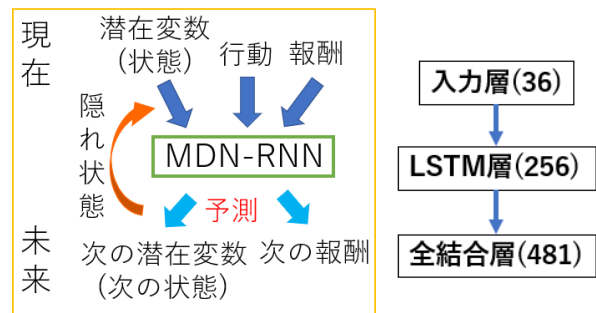 現在
潜在変数
(状態)
行動
報酬
隠れ状態
MDN-RNN
予測
未来
次の潜在変数
(次の状態)
次の報酬
入力層(36)
LSTM層(256)
全結合層(481)